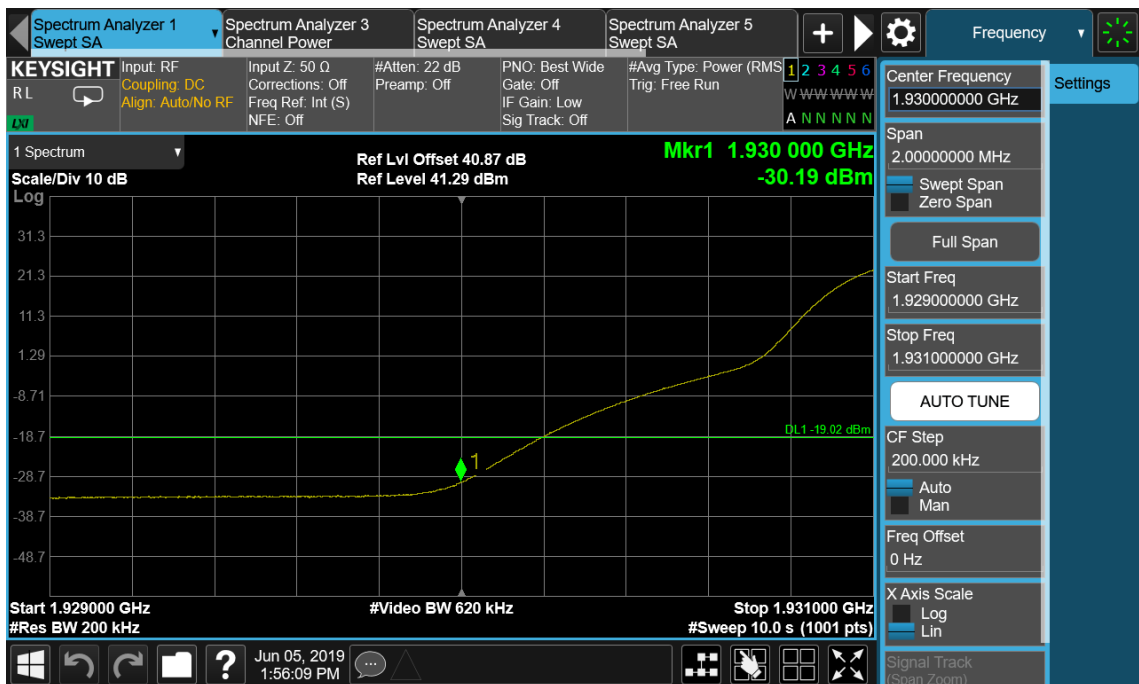 Spectrum Analyzer 1
Swept SA
Spectrum Analyzer 3
Channel Power
Spectrum Analyzer 4
Swept SA
Spectrum Analyzer 5
Swept SA
+
Frequency
KEYSIGHT
R L
LXI
Input: RF
Coupling: DC
Align: Auto/No RF
Input Z: 50 Ω
Corrections: Off
Freq Ref: Int (S)
NFE: Off
#Atten: 22 dB
Preamp: Off
PNO: Best Wide
Gate: Off
IF Gain: Low
Sig Track: Off
#Avg Type: Power (RMS
Trig: Free Run
1 2 3 4 5 6
W W W W W W
A N N N N N
Center Frequency
1.930000000 GHz
Settings
1 Spectrum
Scale/Div 10 dB
Log
Ref Lvl Offset 40.87 dB
Ref Level 41.29 dBm
Mkr1 1.930 000 GHz
-30.19 dBm
Span
2.00000000 MHz
Swept Span
Zero Span
Full Span
31.3
21.3
11.3
1.29
-8.71
-18.7
-28.7
-38.7
-48.7
DL1 -19.02 dBm
1
Start Freq
1.929000000 GHz
Stop Freq
1.931000000 GHz
AUTO TUNE
CF Step
200.000 kHz
Auto
Man
Freq Offset
0 Hz
X Axis Scale
Log
Lin
Signal Track
(Span Zoom)
Start 1.929000 GHz
#Res BW 200 kHz
#Video BW 620 kHz
Stop 1.931000 GHz
#Sweep 10.0 s (1001 pts)
?
Jun 05, 2019
1:56:09 PM